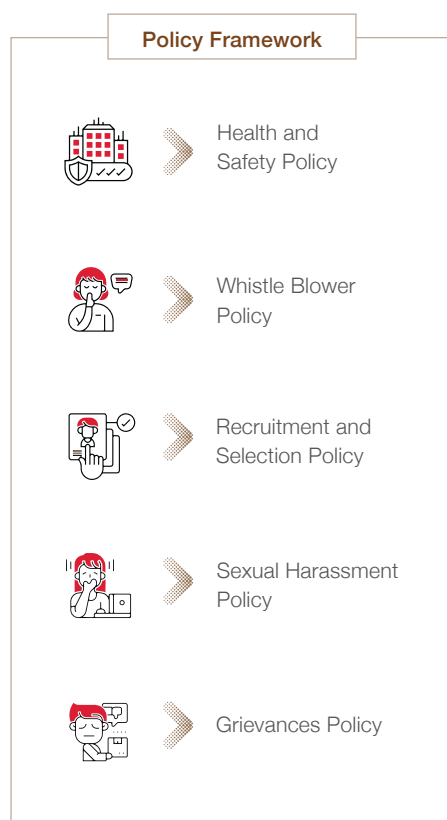 Policy Framework
Health and
Safety Policy
Whistle Blower
Policy
Recruitment and
Selection Policy
Sexual Harassment
Policy
Grievances Policy